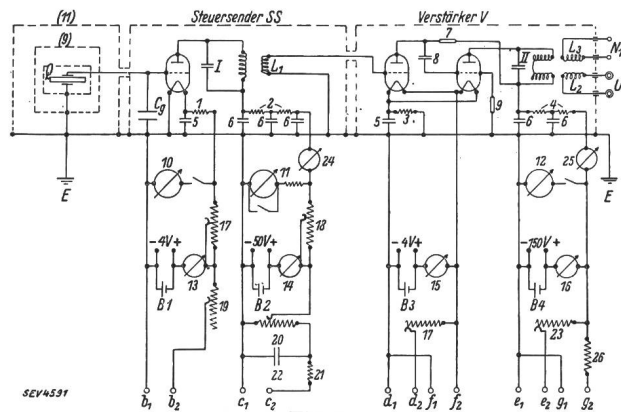 (11)
Steuersender SS
Verstärker V
(9)
7
L3
N1
I
L1
8
II
Q
L2
U
Cg
1
2
3
9
4
5
6
6
6
5
6
6
E
10
11
24
12
25
E
17
18
-4V+
-50V+
-4V+
-150V+
13
14
15
16
B1
B2
B3
B4
19
17
23
20
22
21
26
SEV4591
b1
b2
c1
c2
d1
d2
f1
f2
e1
e2
g1
g2